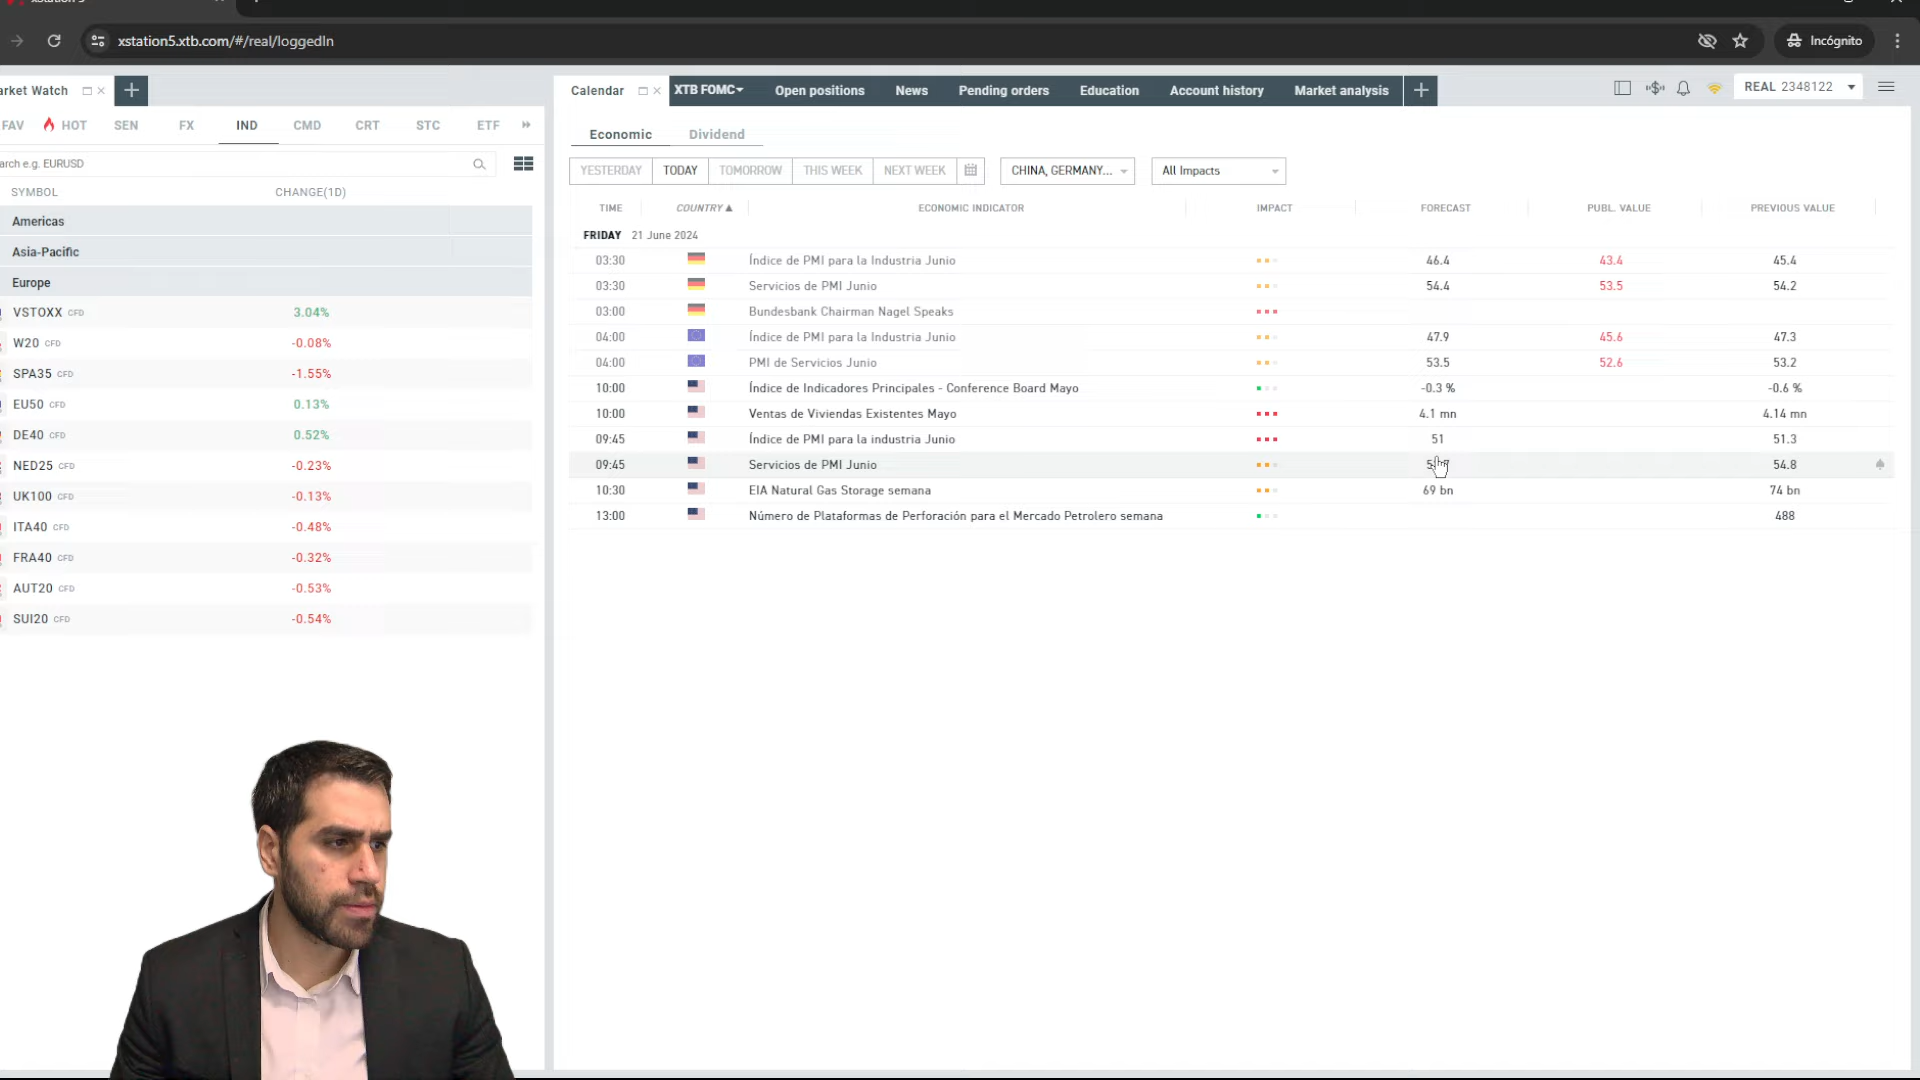 xstation5.xtb.com/#/real/loggedIn
Incógnito
Market Watch
Calendar
XTB FOMC
Open positions
News
Pending orders
Education
Account history
Market analysis
REAL 2348122
FAV HOT SEN IND FX CMD CRT STC ETF
Economic Dividend
arch e.g. EURUSD
YESTERDAY TODAY TOMORROW THIS WEEK NEXT WEEK CHINA, GERMANY... All Impacts
SYMBOL CHANGE(1D)
TIME COUNTRY ECONOMIC INDICATOR IMPACT FORECAST PUBL. VALUE PREVIOUS VALUE
Americas
Asia-Pacific
Europe
VSTOXX CFD 3.04%
W20 CFD -0.08%
SPA35 CFD -1.55%
EU50 CFD 0.13%
DE40 CFD 0.52%
NED25 CFD -0.23%
UK100 CFD -0.13%
ITA40 CFD -0.48%
FRA40 CFD -0.32%
AUT20 CFD -0.53%
SUI20 CFD -0.54%
FRIDAY 21 June 2024
03:30 Índice de PMI para la Industria Junio 46.4 43.4 45.4
03:30 Servicios de PMI Junio 54.4 53.5 54.2
03:00 Bundesbank Chairman Nagel Speaks
04:00 Índice de PMI para la Industria Junio 47.9 45.6 47.3
04:00 PMI de Servicios Junio 53.5 52.6 53.2
10:00 Índice de Indicadores Principales - Conference Board Mayo -0.3 % -0.6 %
10:00 Ventas de Viviendas Existentes Mayo 4.1 mn 4.14 mn
09:45 Índice de PMI para la industria Junio 51 51.3
09:45 Servicios de PMI Junio 54.8
10:30 EIA Natural Gas Storage semana 69 bn 74 bn
13:00 Número de Plataformas de Perforación para el Mercado Petrolero semana 488